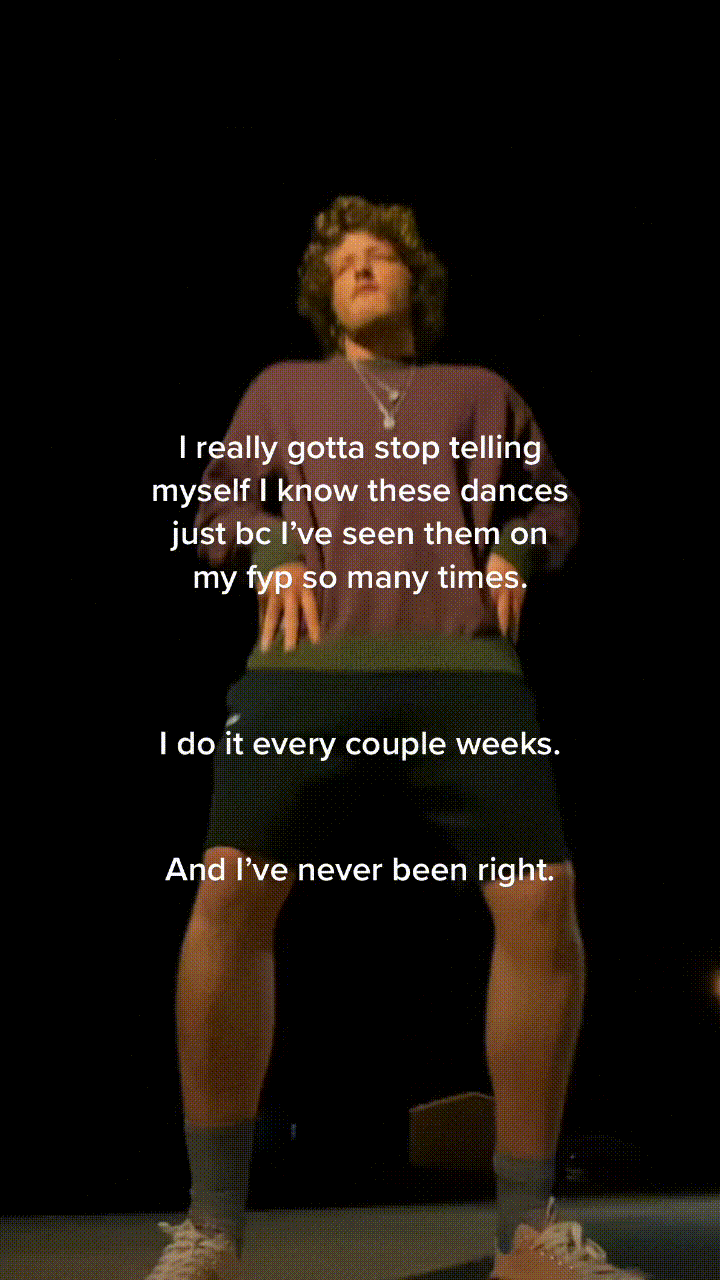 I really gotta stop telling
myself I know these dances
just bc I’ve seen them on
my fyp so many times.
I do it every couple weeks.
And I’ve never been right.